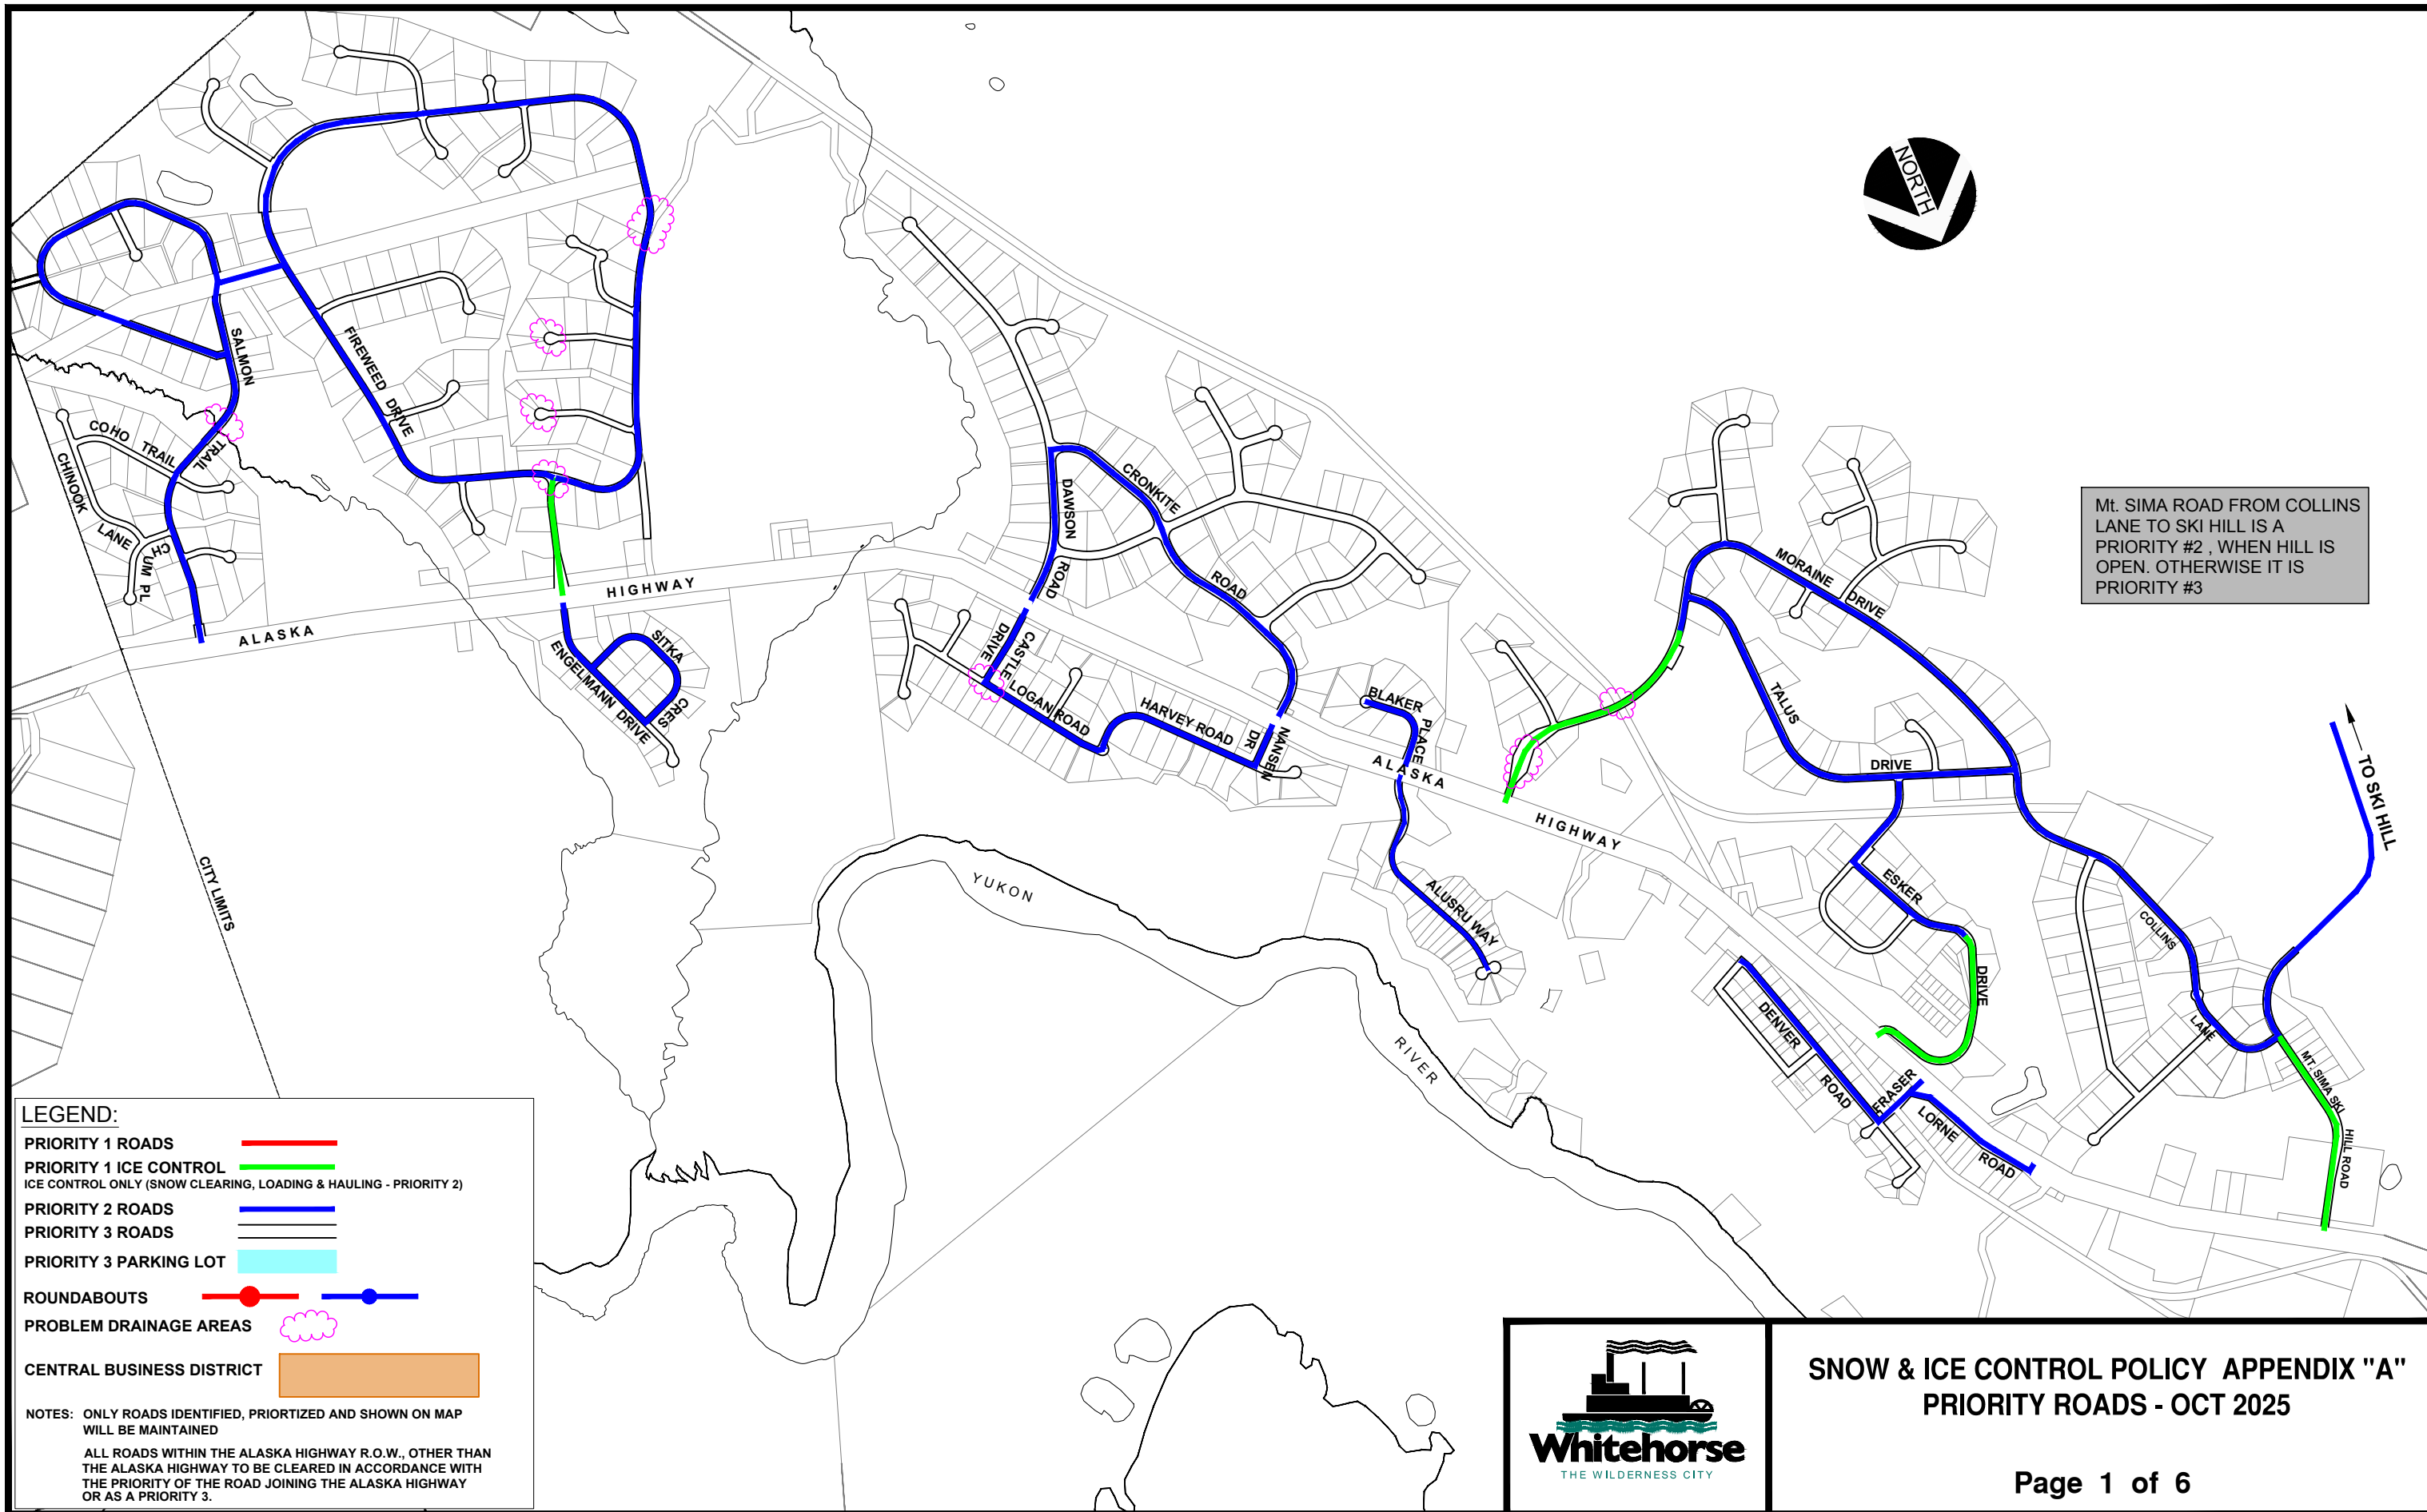 NORTH
Mt. SIMA ROAD FROM COLLINS
LANE TO SKI HILL IS A
PRIORITY #2 , WHEN HILL IS
OPEN. OTHERWISE IT IS
PRIORITY #3
SALMON
TRAIL
FIREWEED DRIVE
COHO TRAIL
CHINOOK
LANE
CHUM PL
ALASKA
HIGHWAY
CITY LIMITS
SITKA
CRES
ENGELMANN DRIVE
DAWSON
ROAD
CRONKITE
ROAD
CASTLE
DRIVE
LOGAN ROAD
HARVEY ROAD
NANSEN
DR
BLAKER
PLACE
ALASKA
HIGHWAY
ALUSRU WAY
YUKON
RIVER
MORAINE
DRIVE
TALUS
DRIVE
ESKER
DRIVE
COLLINS
LANE
TO SKI HILL
MT. SIMA SKI
HILL ROAD
DENVER
ROAD
FRASER
LORNE
ROAD
LEGEND:
PRIORITY 1 ROADS
PRIORITY 1 ICE CONTROL
ICE CONTROL ONLY (SNOW CLEARING, LOADING & HAULING - PRIORITY 2)
PRIORITY 2 ROADS
PRIORITY 3 ROADS
PRIORITY 3 PARKING LOT
ROUNDABOUTS
PROBLEM DRAINAGE AREAS
CENTRAL BUSINESS DISTRICT
NOTES: ONLY ROADS IDENTIFIED, PRIORTIZED AND SHOWN ON MAP
WILL BE MAINTAINED
ALL ROADS WITHIN THE ALASKA HIGHWAY R.O.W., OTHER THAN
THE ALASKA HIGHWAY TO BE CLEARED IN ACCORDANCE WITH
THE PRIORITY OF THE ROAD JOINING THE ALASKA HIGHWAY
OR AS A PRIORITY 3.
Whitehorse
THE WILDERNESS CITY
SNOW & ICE CONTROL POLICY APPENDIX "A"
PRIORITY ROADS - OCT 2025
Page 1 of 6